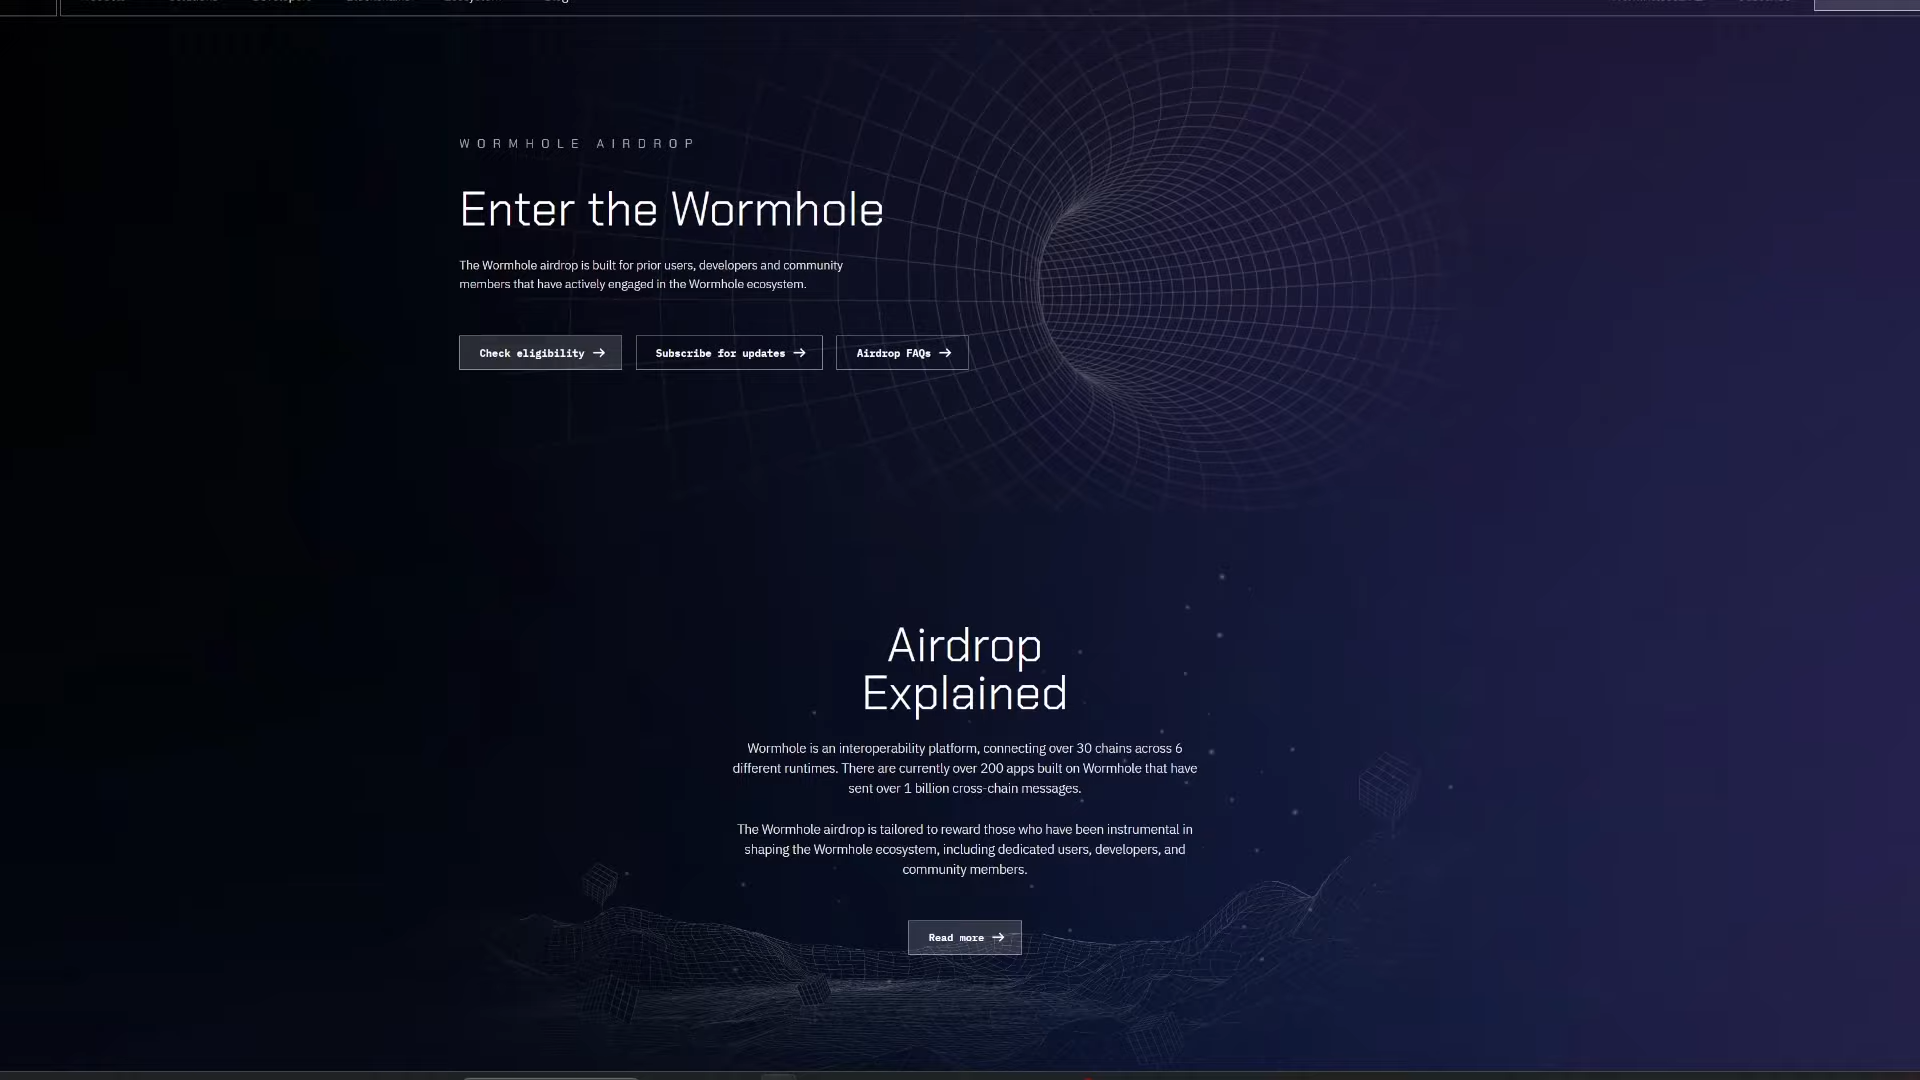 WORMHOLE AIRDROP
Enter the Wormhole
The Wormhole airdrop is built for prior users, developers and community
members that have actively engaged in the Wormhole ecosystem.
Check eligibility →
Subscribe for updates →
Airdrop FAQs →
Airdrop
Explained
Wormhole is an interoperability platform, connecting over 30 chains across 6
different runtimes. There are currently over 200 apps built on Wormhole that have
sent over 1 billion cross-chain messages.
The Wormhole airdrop is tailored to reward those who have been instrumental in
shaping the Wormhole ecosystem, including dedicated users, developers, and
community members.
Read more →